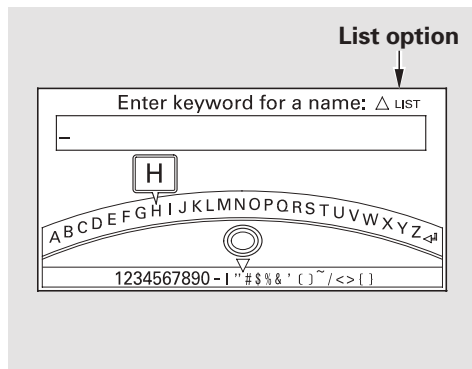 List option
Enter keyword for a name: △ LIST
_
H
ABCDEFGHIJKLMNOPQRSTUVWXYZ⏎
1234567890-I"#$%&'()~/<>{}